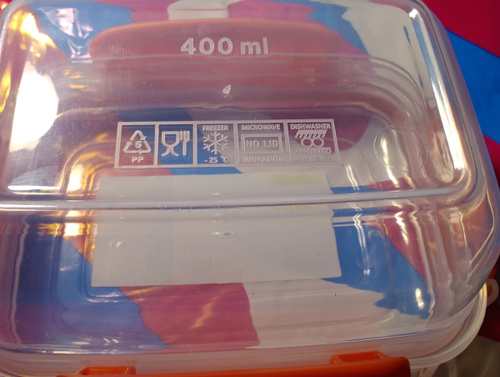 400 ml
FREEZER MICROWAVE DISHWASHER
5 NO LID
PP -25 °C